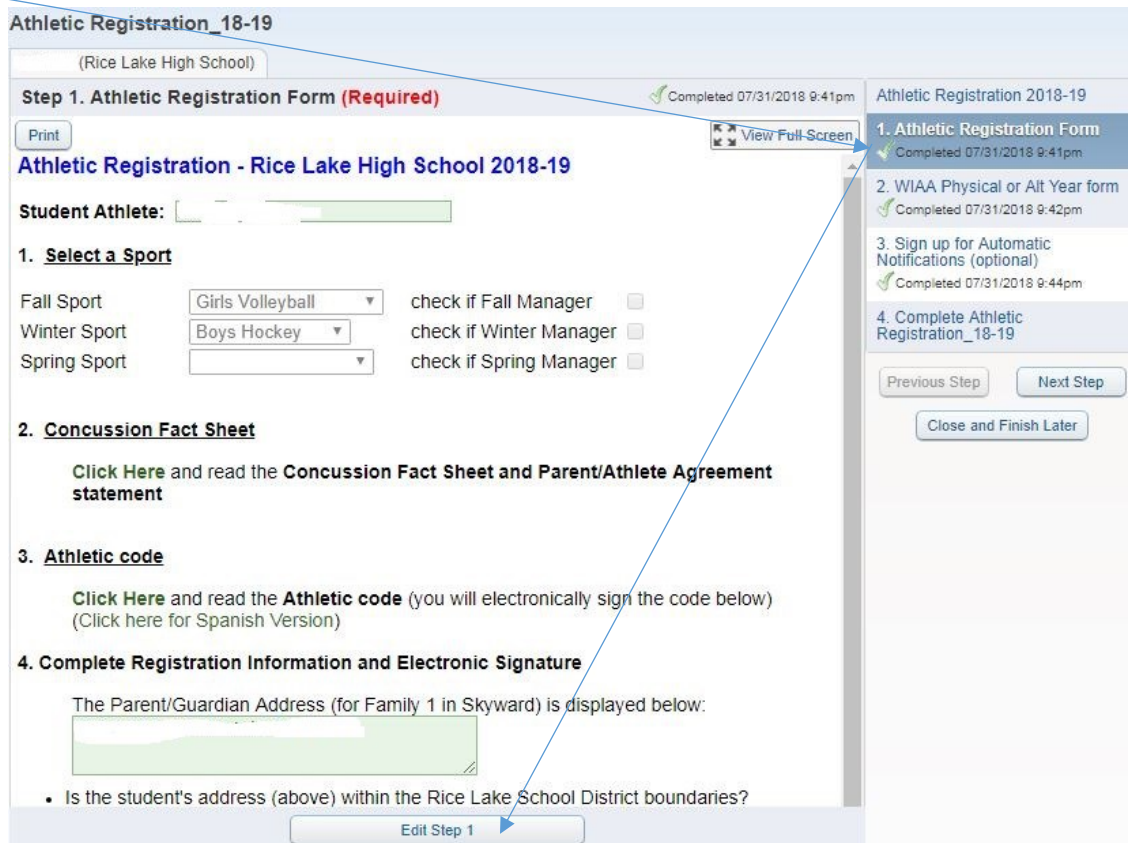 Athletic Registration_18-19
(Rice Lake High School)
Step 1. Athletic Registration Form (Required)
Completed 07/31/2018 9:41pm
Print
View Full Screen
Athletic Registration - Rice Lake High School 2018-19
Student Athlete:
1. Select a Sport
Fall Sport Girls Volleyball check if Fall Manager
Winter Sport Boys Hockey check if Winter Manager
Spring Sport check if Spring Manager
2. Concussion Fact Sheet
Click Here and read the Concussion Fact Sheet and Parent/Athlete Agreement
statement
3. Athletic code
Click Here and read the Athletic code (you will electronically sign the code below)
(Click here for Spanish Version)
4. Complete Registration Information and Electronic Signature
The Parent/Guardian Address (for Family 1 in Skyward) is displayed below:
• Is the student's address (above) within the Rice Lake School District boundaries?
Edit Step 1
Athletic Registration 2018-19
1. Athletic Registration Form
Completed 07/31/2018 9:41pm
2. WIAA Physical or Alt Year form
Completed 07/31/2018 9:42pm
3. Sign up for Automatic
Notifications (optional)
Completed 07/31/2018 9:44pm
4. Complete Athletic
Registration_18-19
Previous Step
Next Step
Close and Finish Later